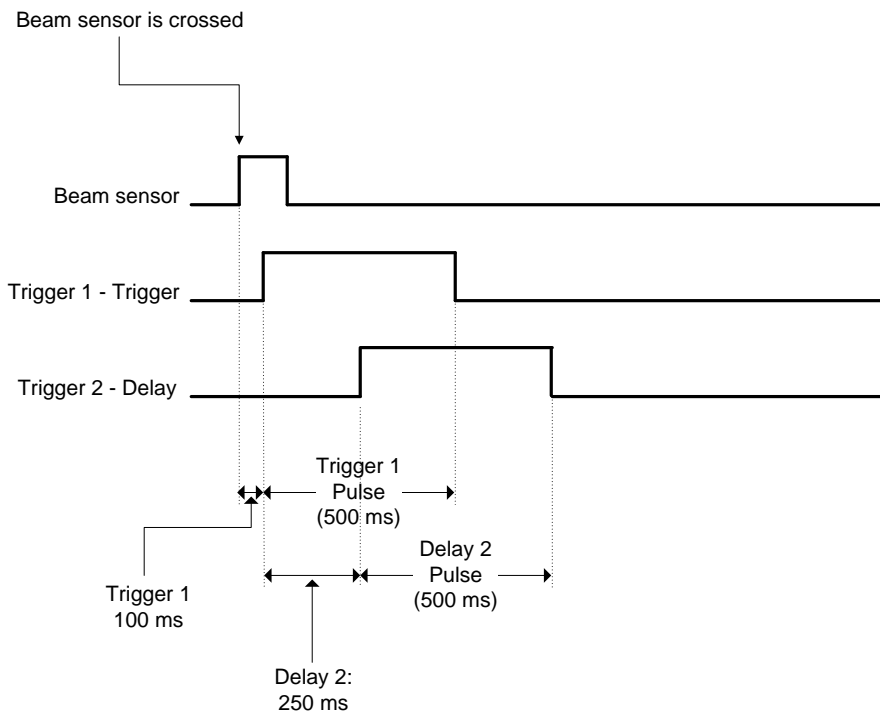 Beam sensor is crossed
Beam sensor
Trigger 1 - Trigger
Trigger 2 - Delay
Trigger 1
Pulse
(500 ms)
Delay 2
Pulse
(500 ms)
Trigger 1
100 ms
Delay 2:
250 ms